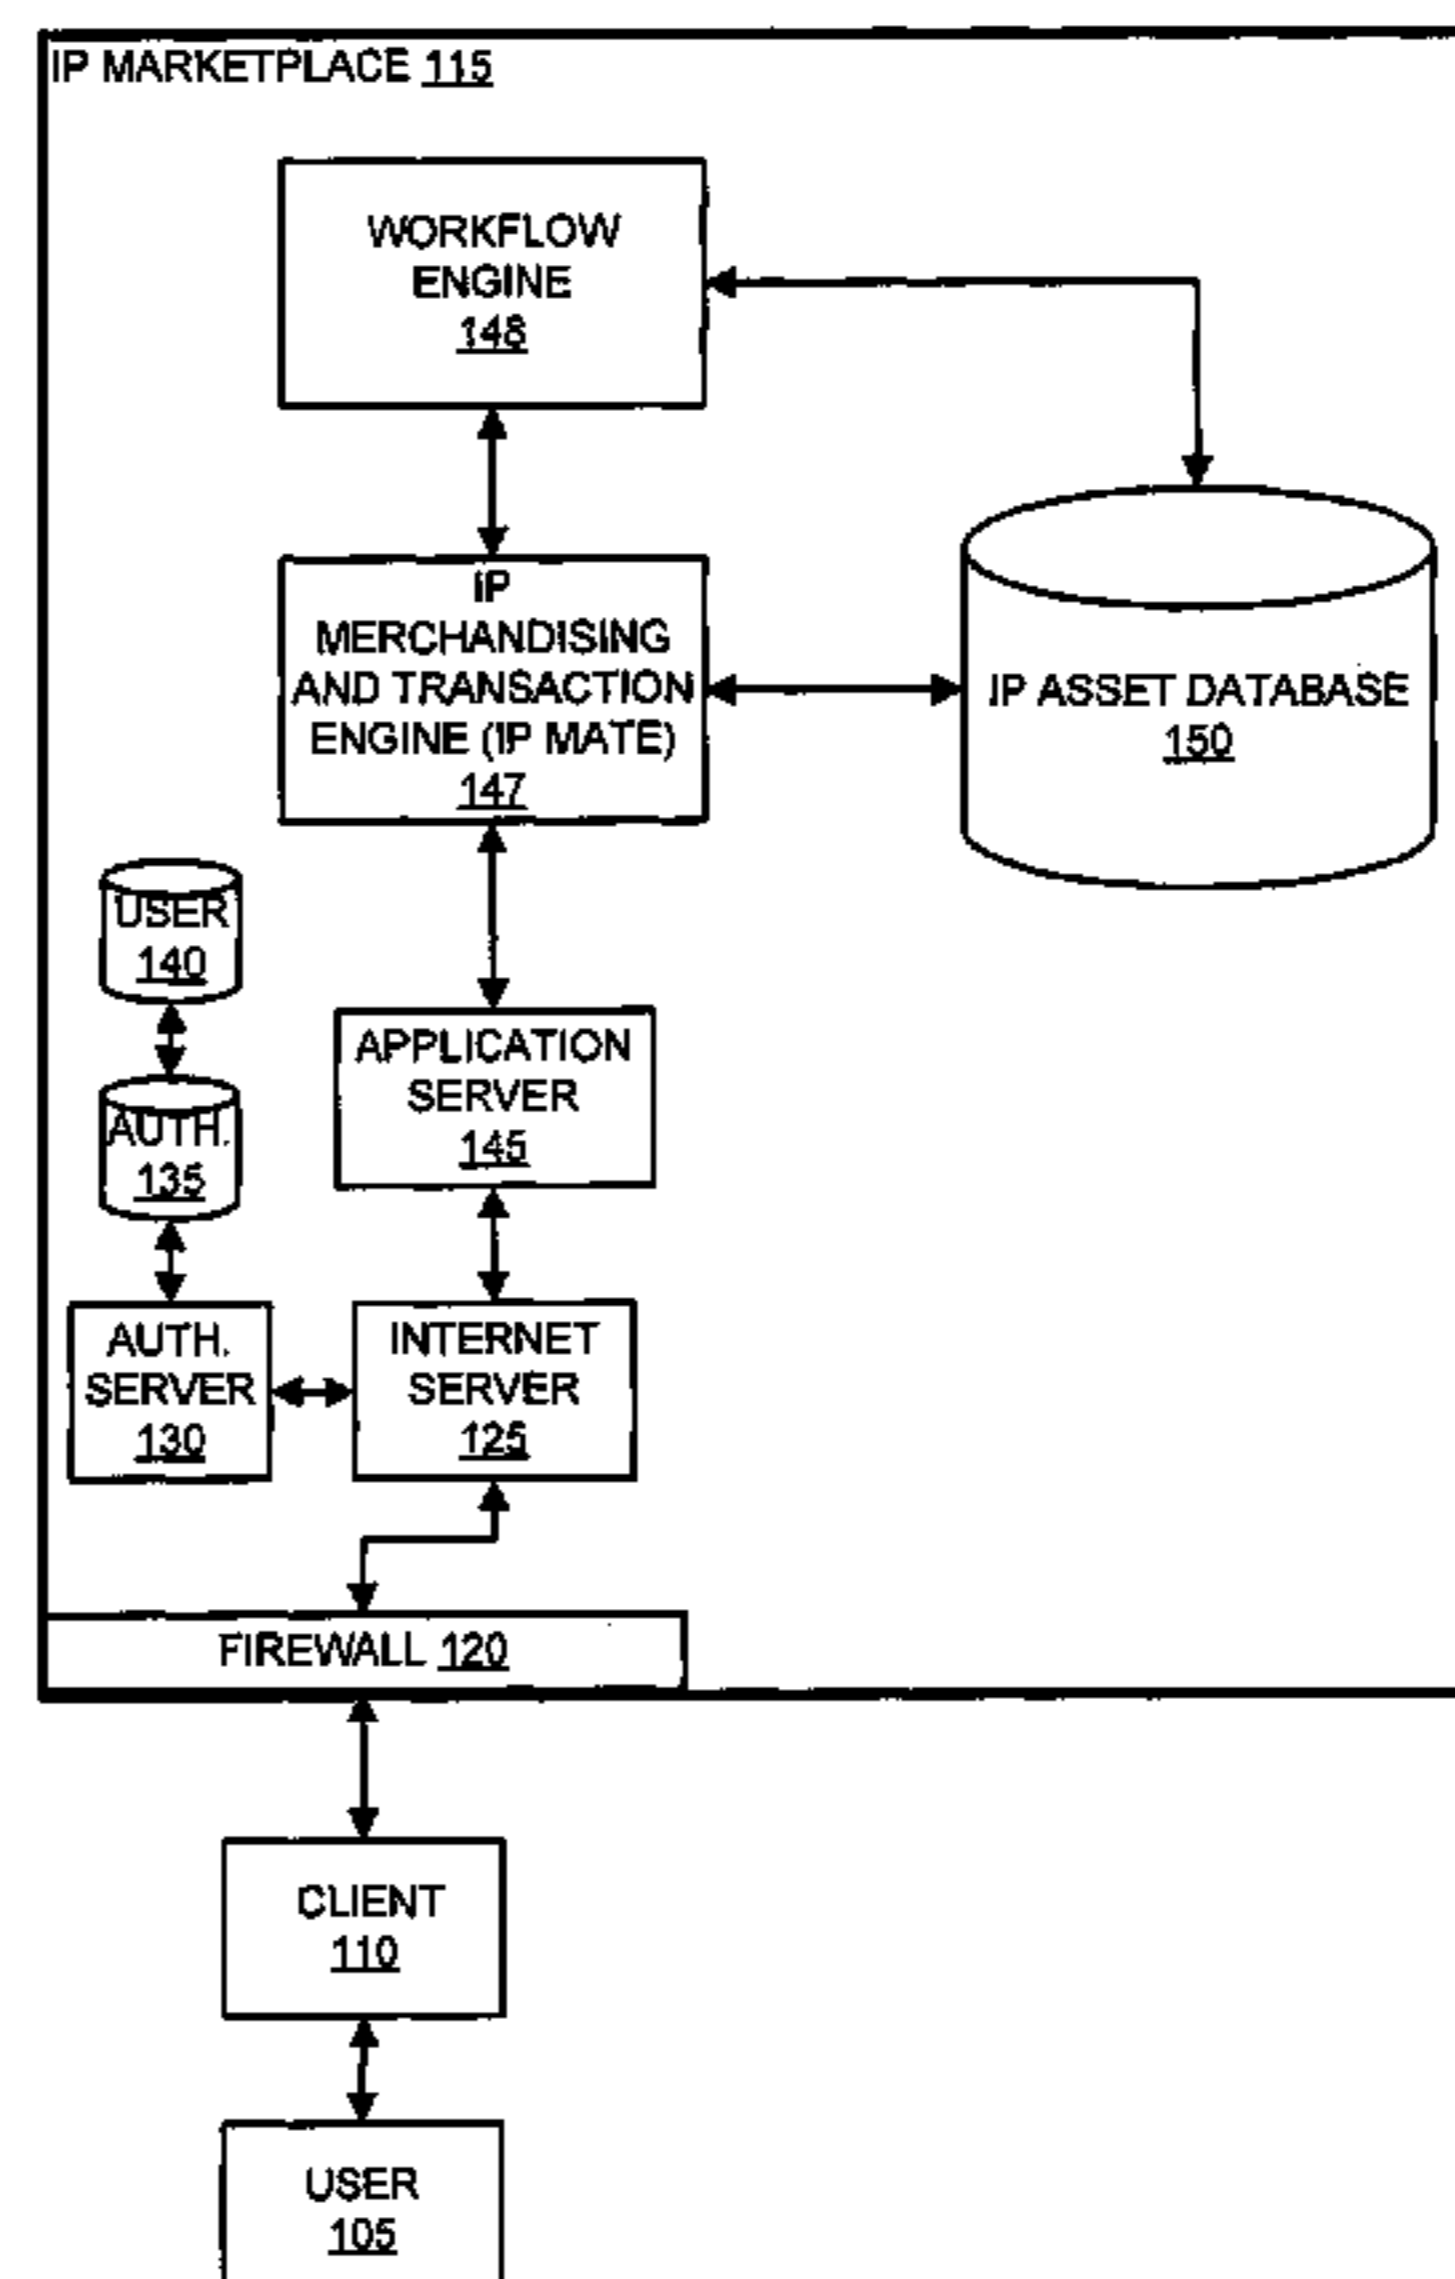 IP MARKETPLACE 115
WORKFLOW
ENGINE
148
IP
MERCHANDISING
AND TRANSACTION
ENGINE (IP MATE)
147
IP ASSET DATABASE
150
USER
140
AUTH.
135
APPLICATION
SERVER
145
AUTH.
SERVER
130
INTERNET
SERVER
125
FIREWALL 120
CLIENT
110
USER
105